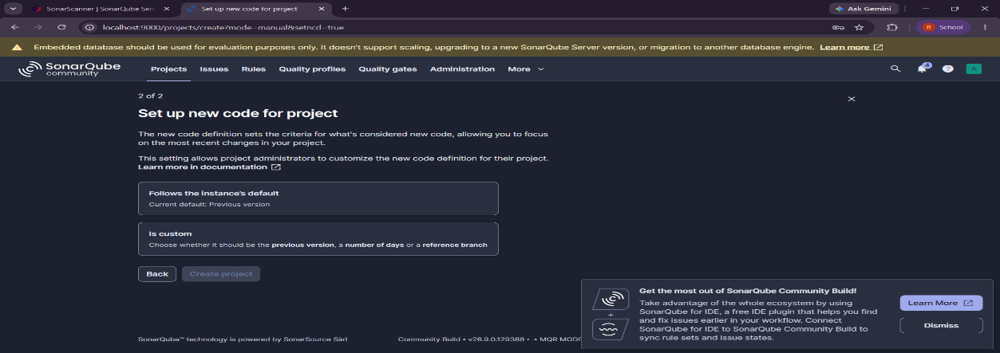 SonarScanner | SonarQube Serv
Set up new code for project
Ask Gemini
localhost:9000/projects/create?mode=manual&setncd=true
School
Embedded database should be used for evaluation purposes only. It doesn't support scaling, upgrading to a new SonarQube Server version, or migration to another database engine. Learn more
SonarQube
community
Projects Issues Rules Quality profiles Quality gates Administration More
4
A
2 of 2
Set up new code for project
The new code definition sets the criteria for what's considered new code, allowing you to focus
on the most recent changes in your project.
This setting allows project administrators to customize the new code definition for their project.
Learn more in documentation
Follows the instance's default
Current default: Previous version
Is custom
Choose whether it should be the previous version, a number of days or a reference branch
Back Create project
Get the most out of SonarQube Community Build!
Take advantage of the whole ecosystem by using
SonarQube for IDE, a free IDE plugin that helps you find
and fix issues earlier in your workflow. Connect
SonarQube for IDE to SonarQube Community Build to
sync rule sets and issue states.
Learn More
Dismiss
SonarQube™ technology is powered by SonarSource Sàrl
Community Build • v26.9.0.129388 • • MQR MODE